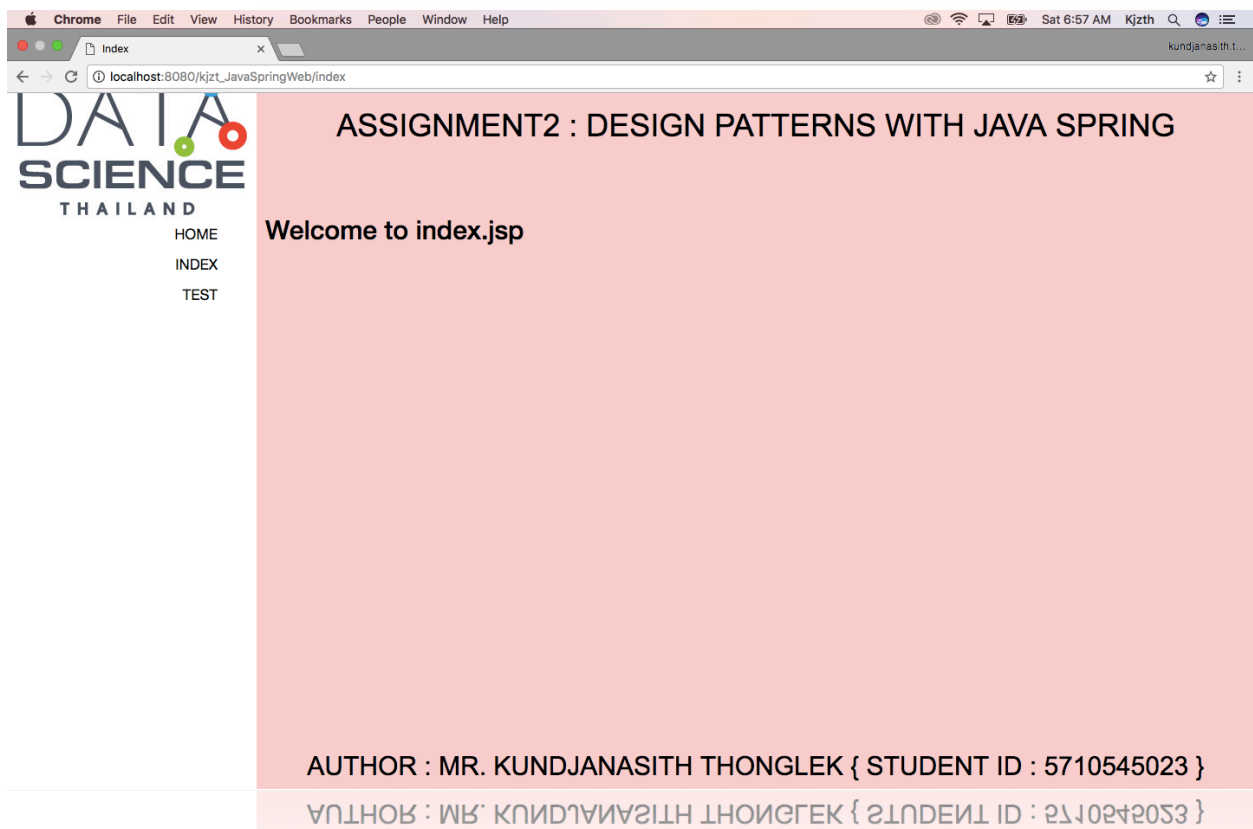 Chrome File Edit View History Bookmarks People Window Help Sat 6:57 AM Kjzth
Index kundjanasith.t...
localhost:8080/kjzt_JavaSpringWeb/index
DATA
SCIENCE
THAILAND
HOME
INDEX
TEST
ASSIGNMENT2 : DESIGN PATTERNS WITH JAVA SPRING
Welcome to index.jsp
AUTHOR : MR. KUNDJANASITH THONGLEK { STUDENT ID : 5710545023 }